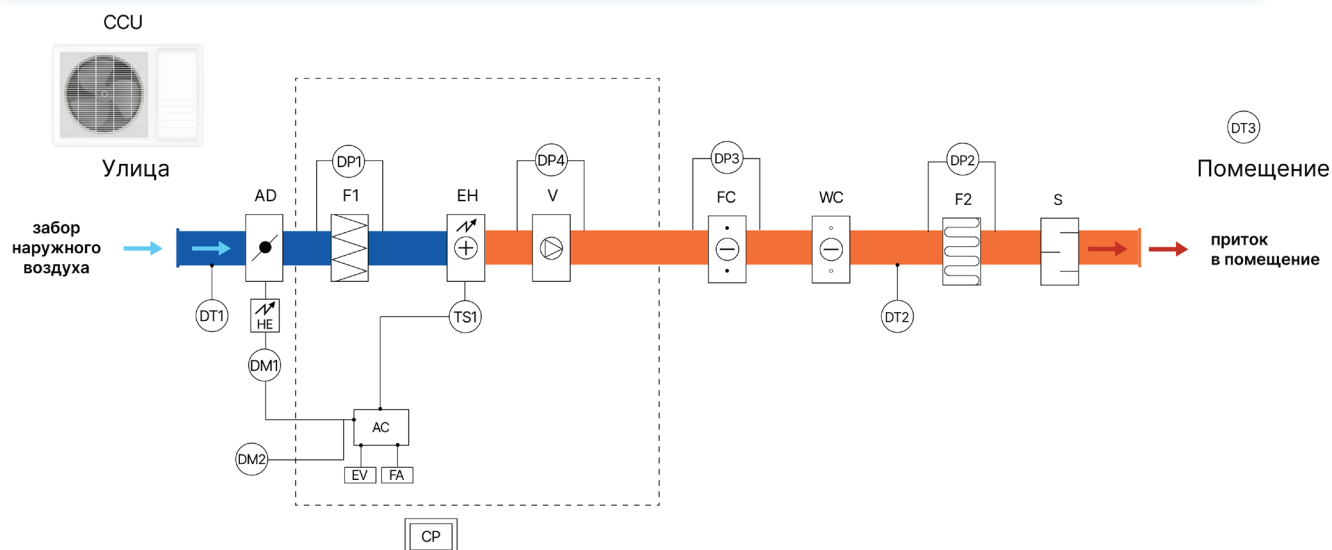 CCU
Улица
DT3
Помещение
DP1
DP4
DP3
DP2
AD
F1
EH
V
FC
WC
F2
S
забор
наружного
воздуха
приток
в помещение
DT1
HE
TS1
DT2
DM1
AC
DM2
EV
FA
CP